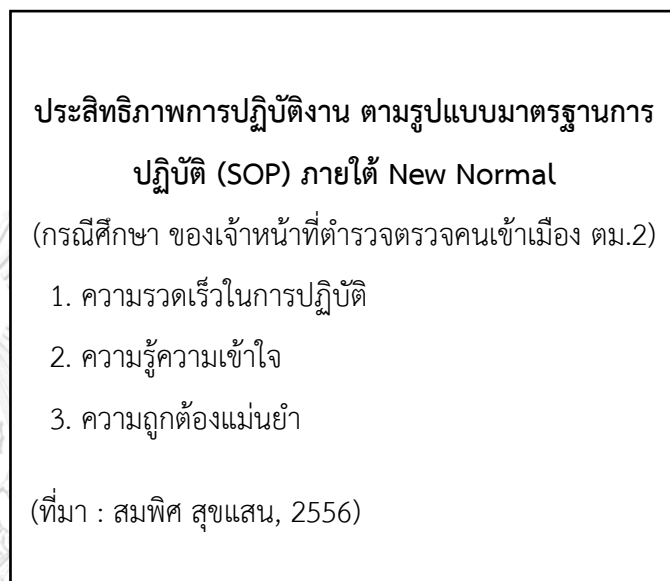 ประสิทธิภาพการปฏิบัติงาน ตามรูปแบบมาตรฐานการ
ปฏิบัติ (SOP) ภายใต้ New Normal
(กรณีศึกษา ของเจ้าหน้าที่ตำรวจตรวจคนเข้าเมือง ตม.2)
1. ความรวดเร็วในการปฏิบัติ
2. ความรู้ความเข้าใจ
3. ความถูกต้องแม่นยำ
(ที่มา : สมพิศ สุขแสน, 2556)